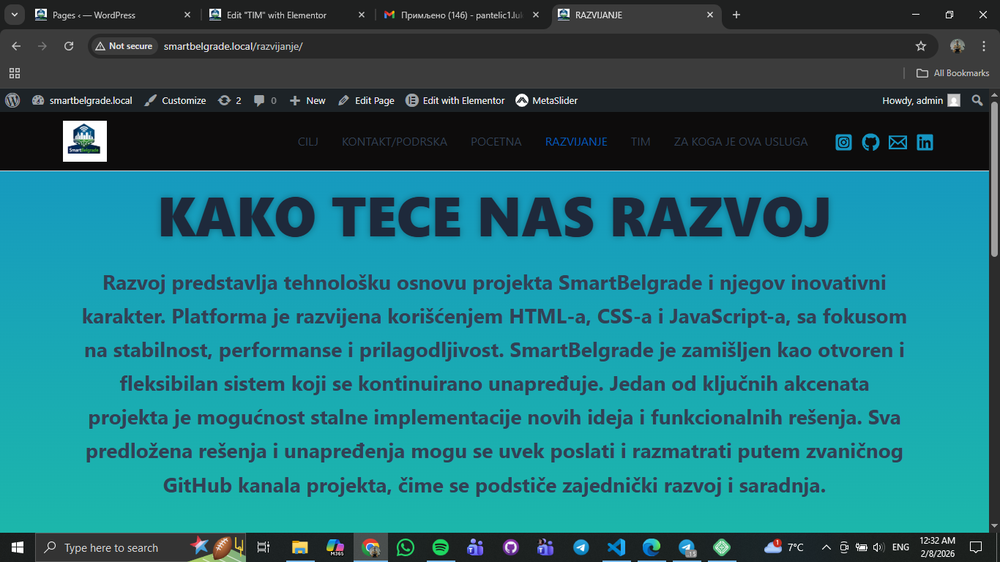 Pages ‹ — WordPress
Edit "TIM" with Elementor
Примљено (146) - pantelic1.luk
RAZVIJANJE
Not secure
smartbelgrade.local/razvijanje/
All Bookmarks
smartbelgrade.local
Customize
2
0
New
Edit Page
Edit with Elementor
MetaSlider
Howdy, admin
SmartBelgrade
CILJ
KONTAKT/PODRSKA
POCETNA
RAZVIJANJE
TIM
ZA KOGA JE OVA USLUGA
KAKO TECE NAS RAZVOJ
Razvoj predstavlja tehnološku osnovu projekta SmartBelgrade i njegov inovativni
karakter. Platforma je razvijena korišćenjem HTML-a, CSS-a i JavaScript-a, sa fokusom
na stabilnost, performanse i prilagodljivost. SmartBelgrade je zamišljen kao otvoren i
fleksibilan sistem koji se kontinuirano unapređuje. Jedan od ključnih akcenata
projekta je mogućnost stalne implementacije novih ideja i funkcionalnih rešenja. Sva
predložena rešenja i unapređenja mogu se uvek poslati i razmatrati putem zvaničnog
GitHub kanala projekta, čime se podstiče zajednički razvoj i saradnja.
Type here to search
M365
..15
1
7°C
ENG
12:32 AM
2/8/2026